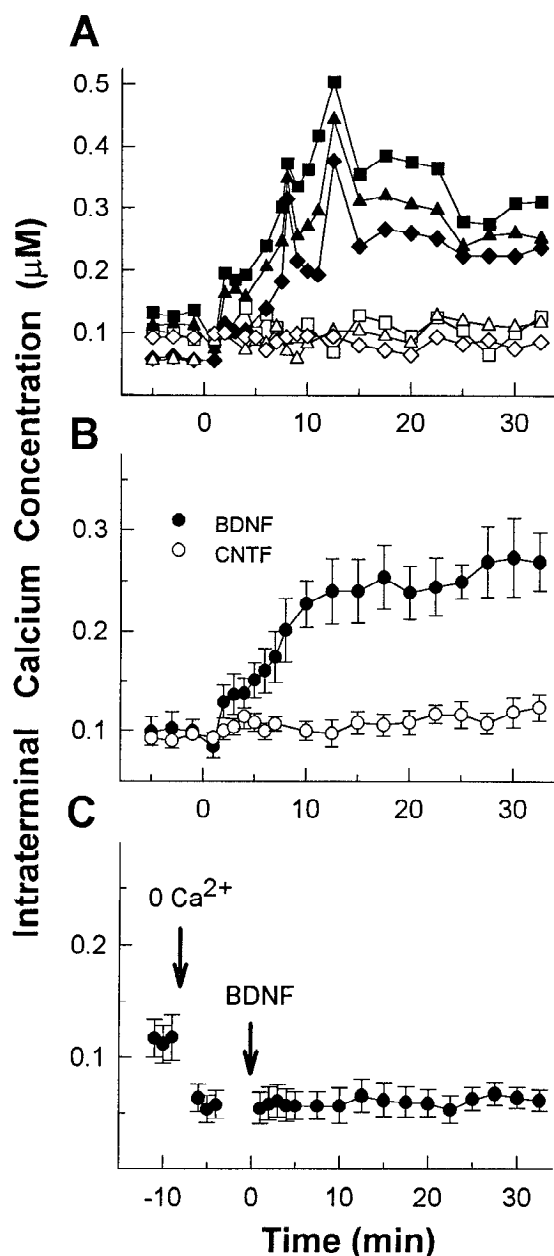 A
0.5
0.4
0.3
0.2
0.1
0 10 20 30
B
BDNF
CNTF
0.3
0.2
0.1
0 10 20 30
C
0 Ca²⁺
BDNF
0.2
0.1
-10 0 10 20 30
Time (min)
Intraterminal Calcium Concentration (μM)